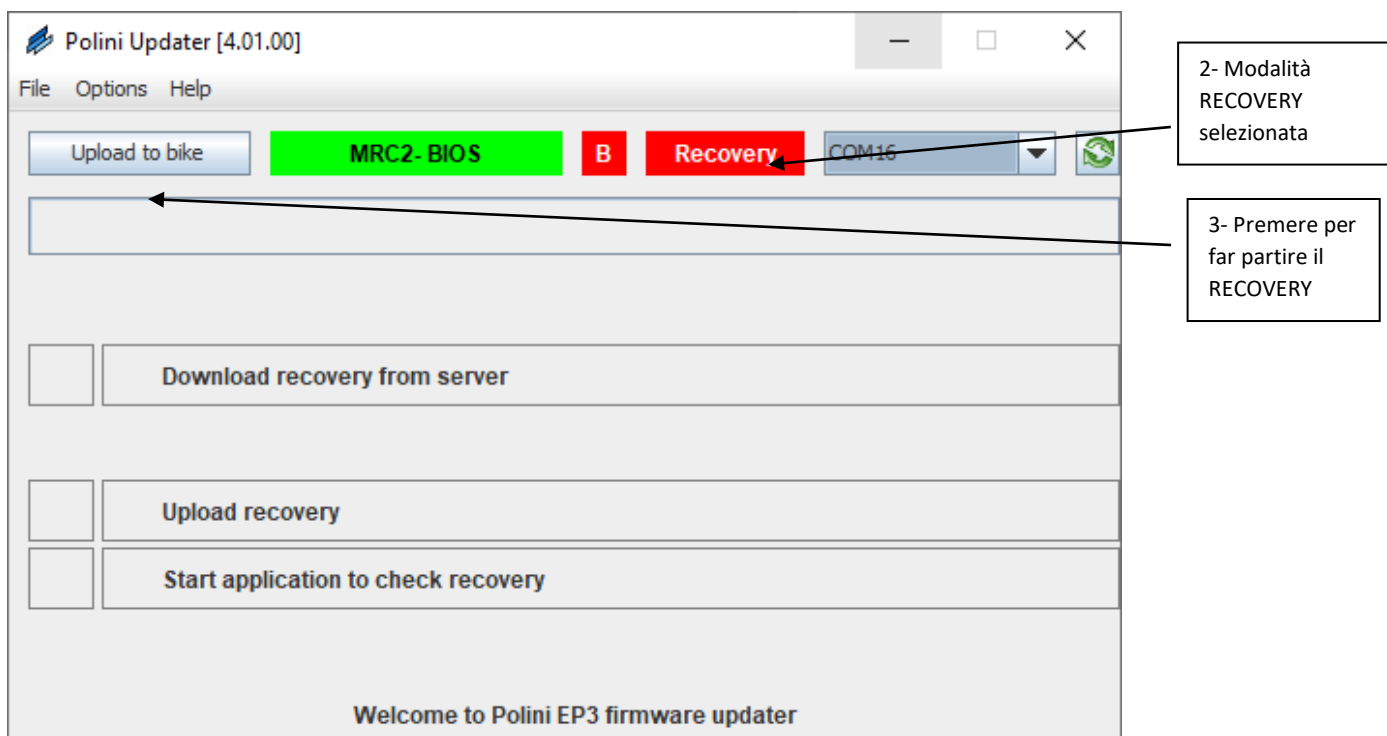 Polini Updater [4.01.00]
File Options Help
Upload to bike MRC2- BIOS B Recovery COM16
2- Modalità
RECOVERY
selezionata
3- Premere per
far partire il
RECOVERY
Download recovery from server
Upload recovery
Start application to check recovery
Welcome to Polini EP3 firmware updater